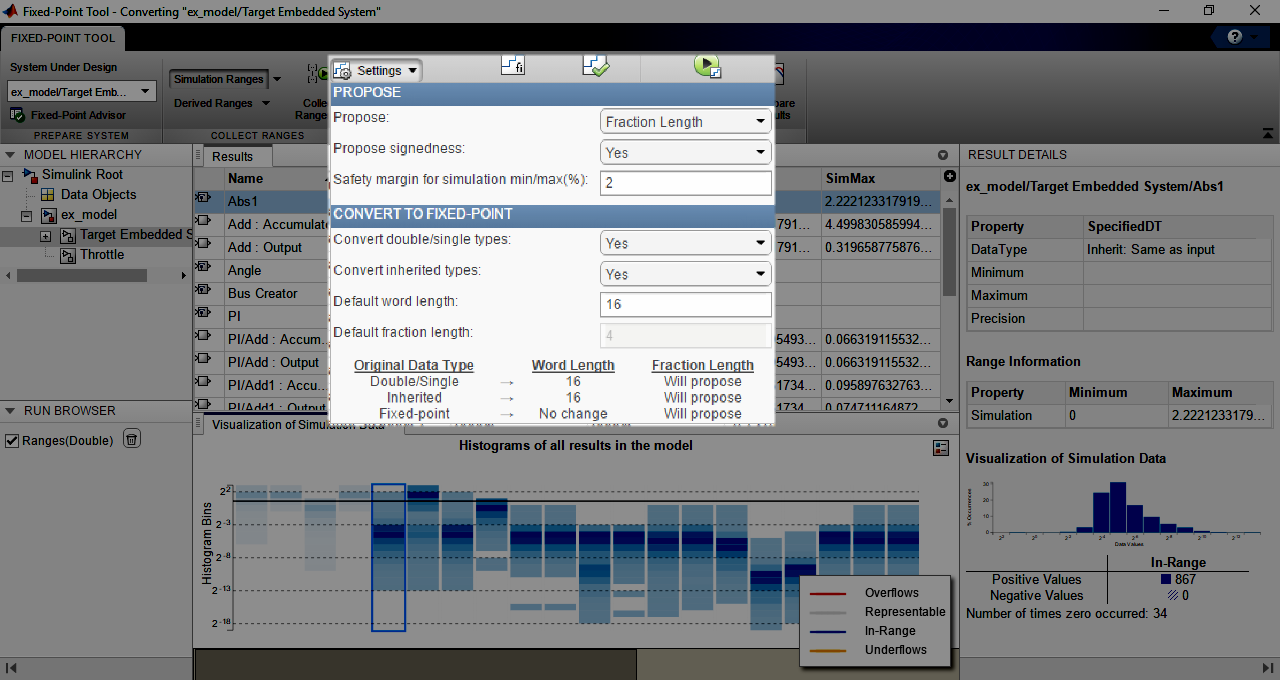 Fixed-Point Tool - Converting "ex_model/Target Embedded System"
FIXED-POINT TOOL
System Under Design
ex_model/Target Emb...
Fixed-Point Advisor
PREPARE SYSTEM
Simulation Ranges
Derived Ranges
COLLECT RANGES
Settings
fi
PROPOSE
Propose:
Fraction Length
Propose signedness:
Yes
Safety margin for simulation min/max(%):
2
CONVERT TO FIXED-POINT
Convert double/single types:
Yes
Convert inherited types:
Yes
Default word length:
16
Default fraction length:
4
Original Data Type Word Length Fraction Length
Double/Single → 16 Will propose
Inherited → 16 Will propose
Fixed-point → No change Will propose
MODEL HIERARCHY
Simulink Root
Data Objects
ex_model
Target Embedded S
Throttle
RUN BROWSER
Ranges(Double)
Results
Name SimMax
Abs1 2.222123317919...
Add : Accumulato 791... 4.499830585994...
Add : Output 791... 0.319658775876...
Angle
Bus Creator
PI
PI/Add : Accum... 5493... 0.066319115532...
PI/Add : Output 5493... 0.066319115532...
PI/Add1 : Accu... 1734... 0.095897632763...
PI/Add1 : Output 1734... 0.074711164872...
Visualization of Simulation Data
Histograms of all results in the model
Histogram Bins
2^2
2^-3
2^-8
2^-13
2^-18
Overflows
Representable
In-Range
Underflows
RESULT DETAILS
ex_model/Target Embedded System/Abs1
Property SpecifiedDT
DataType Inherit: Same as input
Minimum
Maximum
Precision
Range Information
Property Minimum Maximum
Simulation 0 2.2221233179...
Visualization of Simulation Data
% Occurrences
30
20
10
0
Data Values
In-Range
Positive Values 867
Negative Values 0
Number of times zero occurred: 34